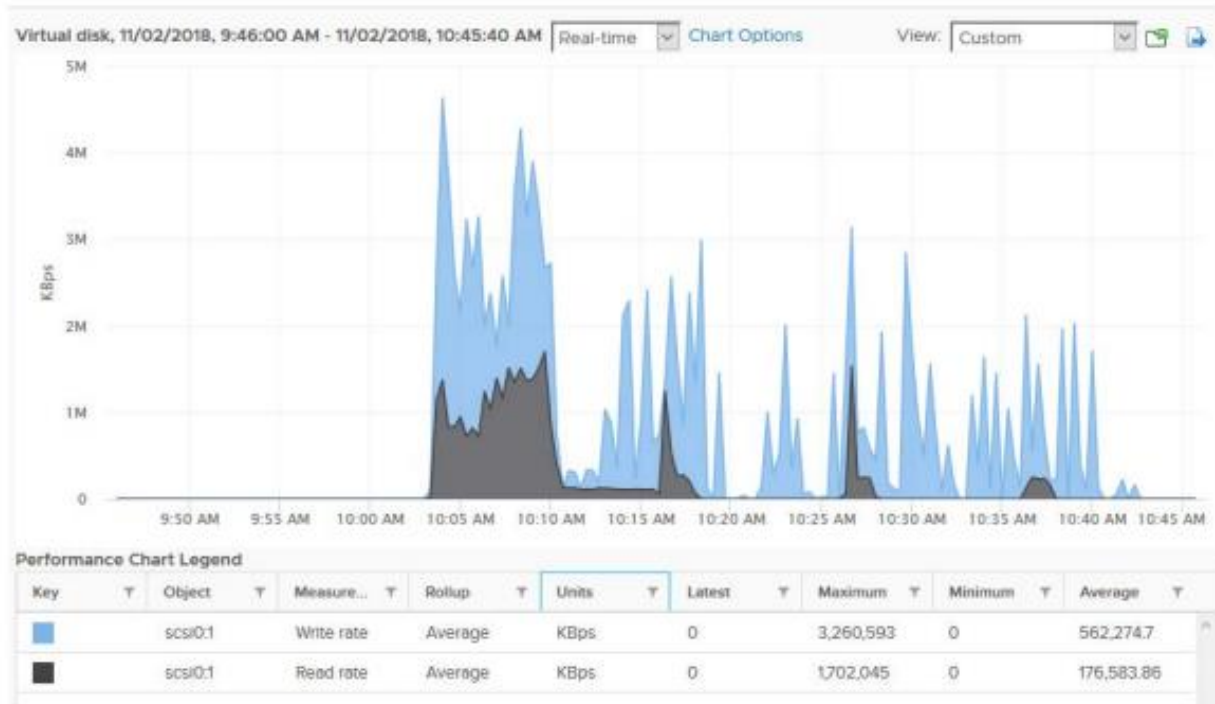 Virtual disk, 11/02/2018, 9:46:00 AM - 11/02/2018, 10:45:40 AM Real-time Chart Options View: Custom
5M
4M
3M
KBps
2M
1M
0
9:50 AM 9:55 AM 10:00 AM 10:05 AM 10:10 AM 10:15 AM 10:20 AM 10:25 AM 10:30 AM 10:35 AM 10:40 AM 10:45 AM
Performance Chart Legend
Key Object Measure... Rollup Units Latest Maximum Minimum Average
scsi0:1 Write rate Average KBps 0 3,260,593 0 562,274.7
scsi0:1 Read rate Average KBps 0 1,702,045 0 176,583.86